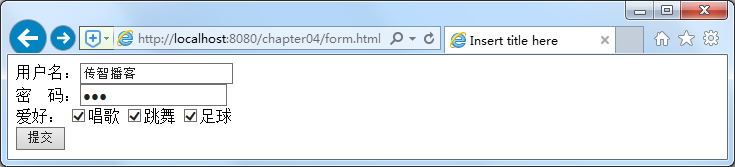 http://localhost:8080/chapter04/form.html
Insert title here
用户名：传智播客
密　码：●●●
爱好： 唱歌 跳舞 足球
提交